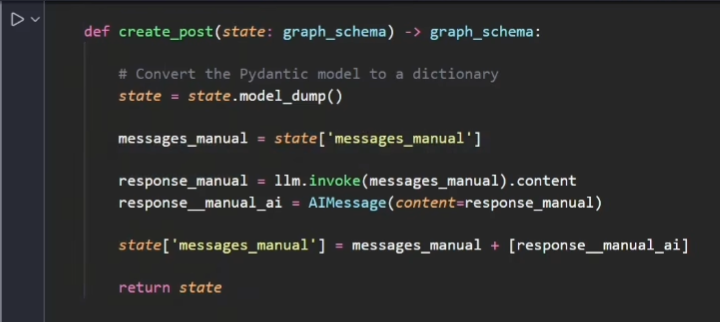 def create_post(state: graph_schema) -> graph_schema:
# Convert the Pydantic model to a dictionary
state = state.model_dump()
messages_manual = state['messages_manual']
response_manual = llm.invoke(messages_manual).content
response__manual_ai = AIMessage(content=response_manual)
state['messages_manual'] = messages_manual + [response__manual_ai]
return state